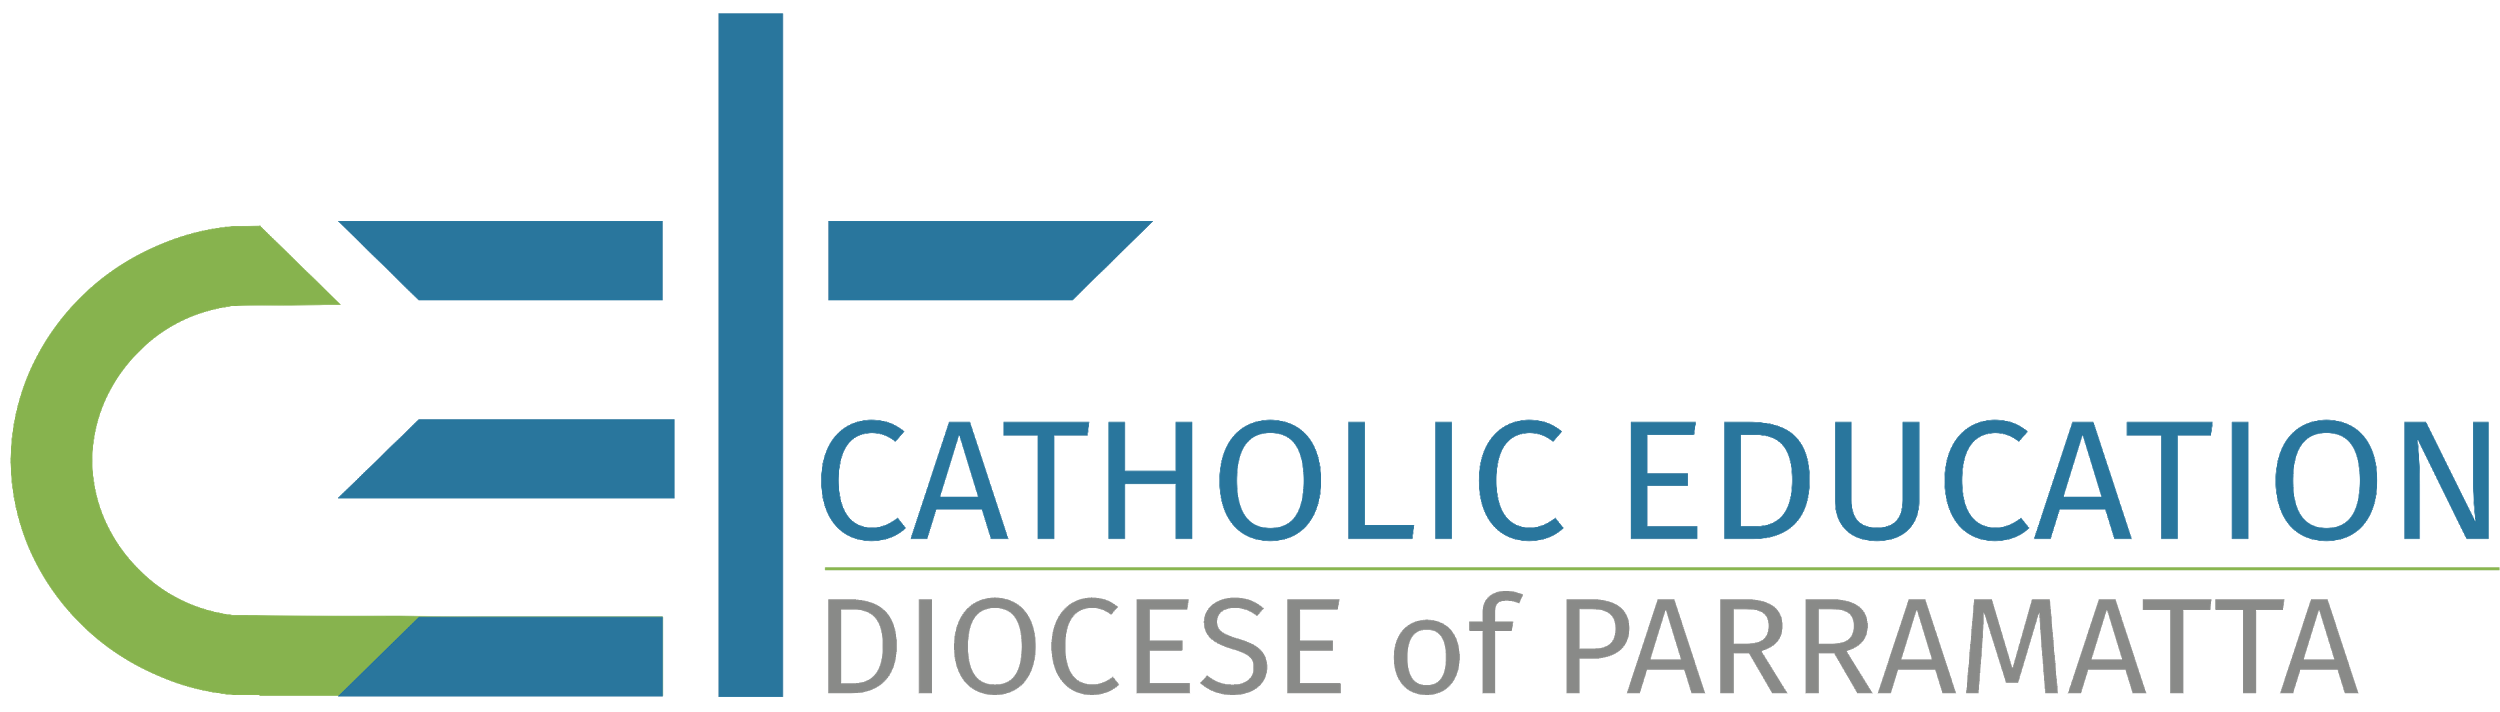 CATHOLIC EDUCATION
DIOCESE of PARRAMATTA